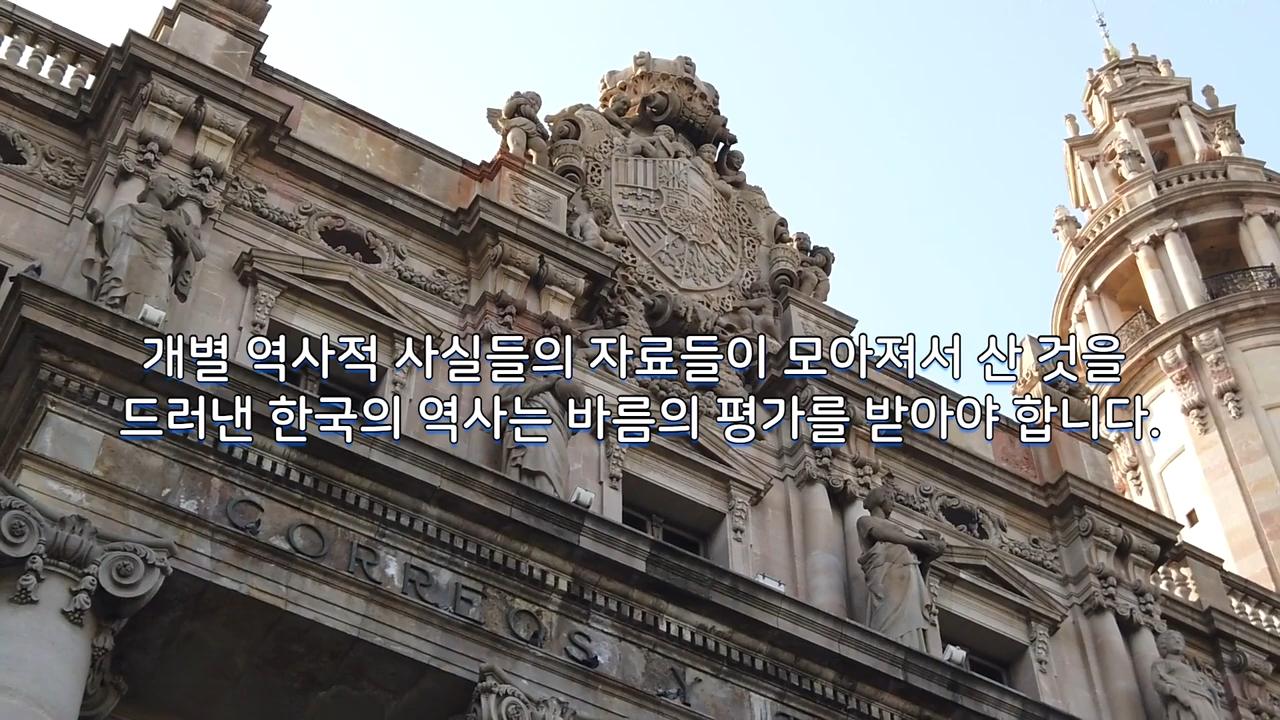 개별 역사적 사실들의 자료들이 모아져서 산 것을
드러낸 한국의 역사는 바름의 평가를 받아야 합니다.
CORREOS Y